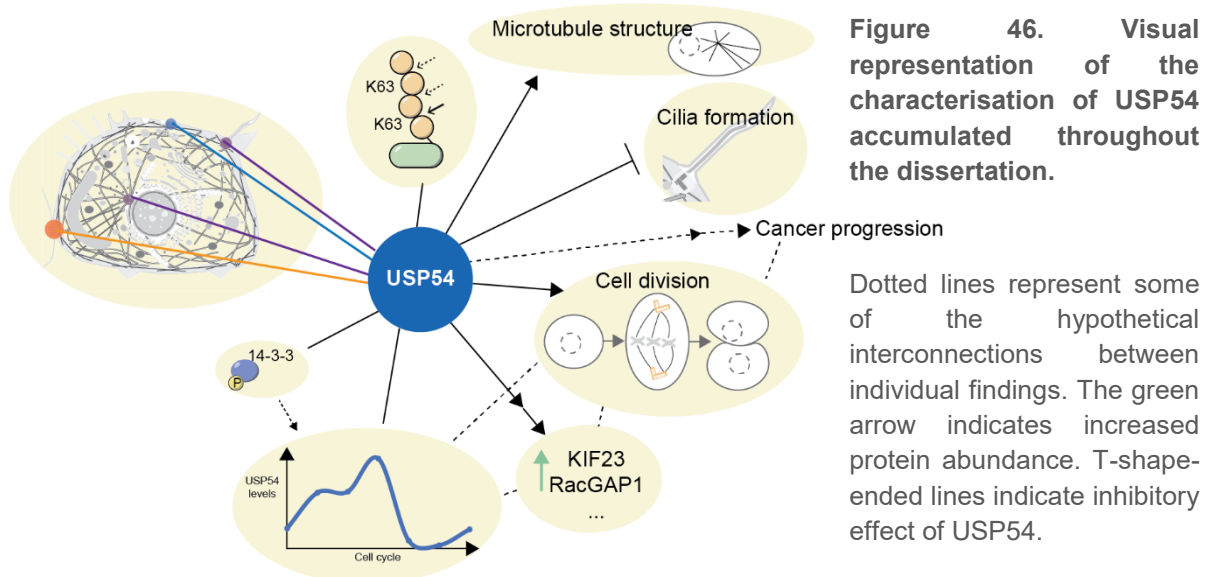 Microtubule structure
K63
K63
Cilia formation
Cancer progression
USP54
Cell division
14-3-3
P
USP54
levels
Cell cycle
KIF23
RacGAP1
...
Figure 46. Visual
representation of the
characterisation of USP54
accumulated throughout
the dissertation.
Dotted lines represent some
of the hypothetical
interconnections between
individual findings. The green
arrow indicates increased
protein abundance. T-shape-
ended lines indicate inhibitory
effect of USP54.